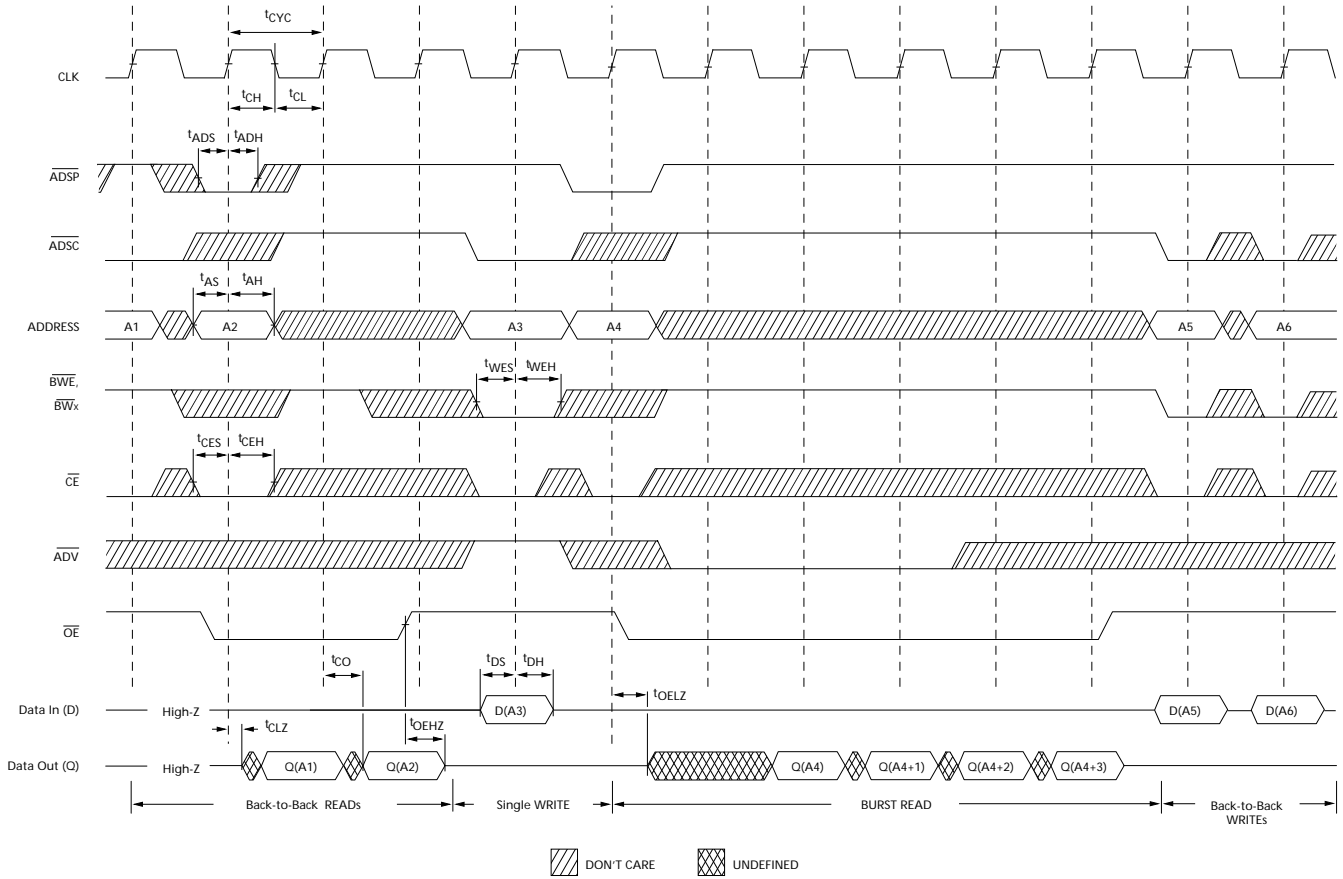 tCYC
CLK
tCH
tCL
tADS
tADH
ADSP
ADSC
tAS
tAH
ADDRESS
A1
A2
A3
A4
A5
A6
tWES
tWEH
BWE,
BWx
tCES
tCEH
CE
ADV
OE
tCO
tDS
tDH
tOELZ
Data In (D)
High-Z
D(A3)
D(A5)
D(A6)
tCLZ
tOEHZ
Data Out (Q)
High-Z
Q(A1)
Q(A2)
Q(A4)
Q(A4+1)
Q(A4+2)
Q(A4+3)
Back-to-Back READs
Single WRITE
BURST READ
Back-to-Back
WRITEs
DON'T CARE
UNDEFINED